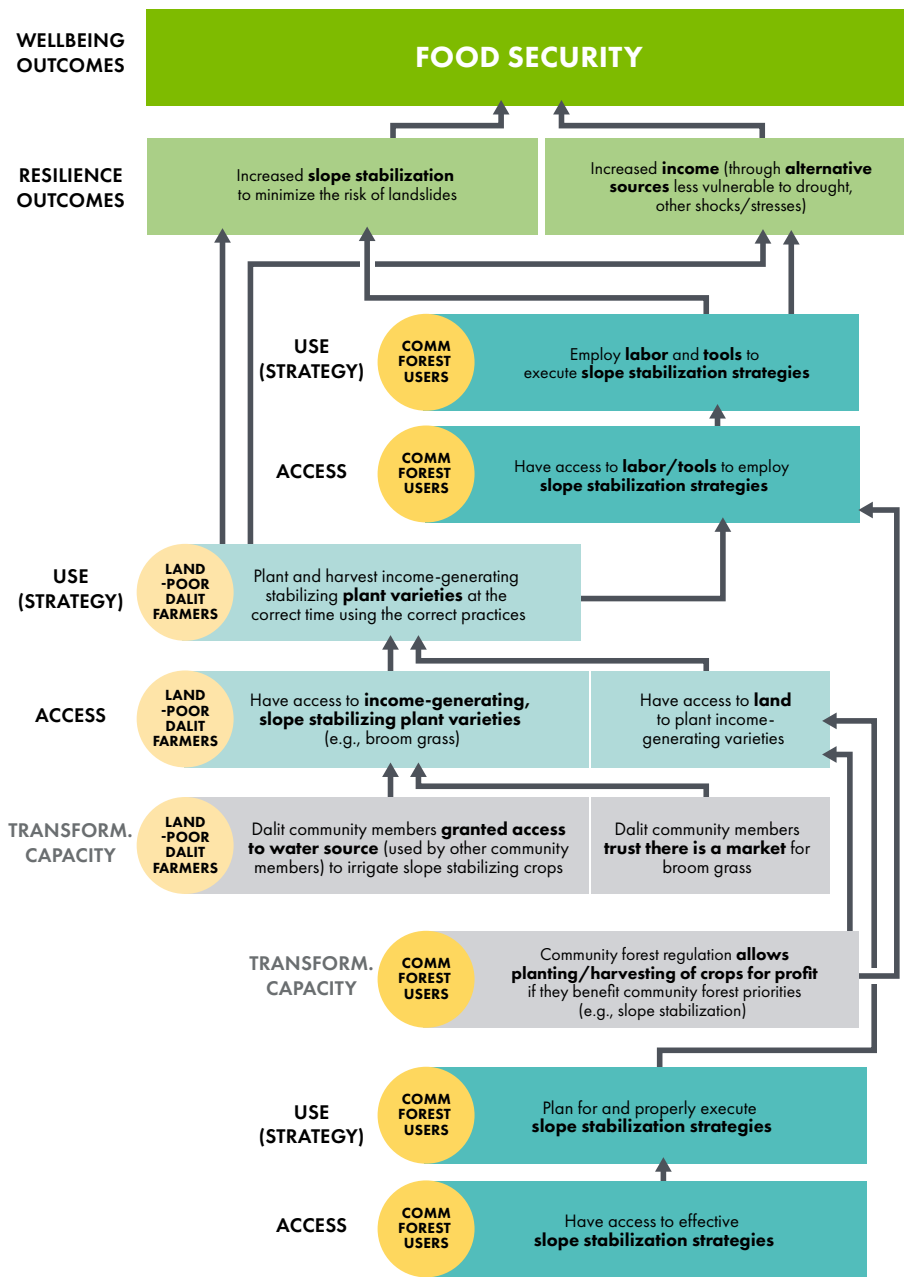 WELLBEING
OUTCOMES
FOOD SECURITY
RESILIENCE
OUTCOMES
Increased slope stabilization
to minimize the risk of landslides
Increased income (through alternative
sources less vulnerable to drought,
other shocks/stresses)
USE
(STRATEGY)
COMM
FOREST
USERS
Employ labor and tools to
execute slope stabilization strategies
ACCESS
COMM
FOREST
USERS
Have access to labor/tools to employ
slope stabilization strategies
USE
(STRATEGY)
LAND
-POOR
DALIT
FARMERS
Plant and harvest income-generating
stabilizing plant varieties at the
correct time using the correct practices
ACCESS
LAND
-POOR
DALIT
FARMERS
Have access to income-generating,
slope stabilizing plant varieties
(e.g., broom grass)
Have access to land
to plant income-
generating varieties
TRANSFORM.
CAPACITY
LAND
-POOR
DALIT
FARMERS
Dalit community members granted access
to water source (used by other community
members) to irrigate slope stabilizing crops
Dalit community members
trust there is a market for
broom grass
TRANSFORM.
CAPACITY
COMM
FOREST
USERS
Community forest regulation allows
planting/harvesting of crops for profit
if they benefit community forest priorities
(e.g., slope stabilization)
USE
(STRATEGY)
COMM
FOREST
USERS
Plan for and properly execute
slope stabilization strategies
ACCESS
COMM
FOREST
USERS
Have access to effective
slope stabilization strategies